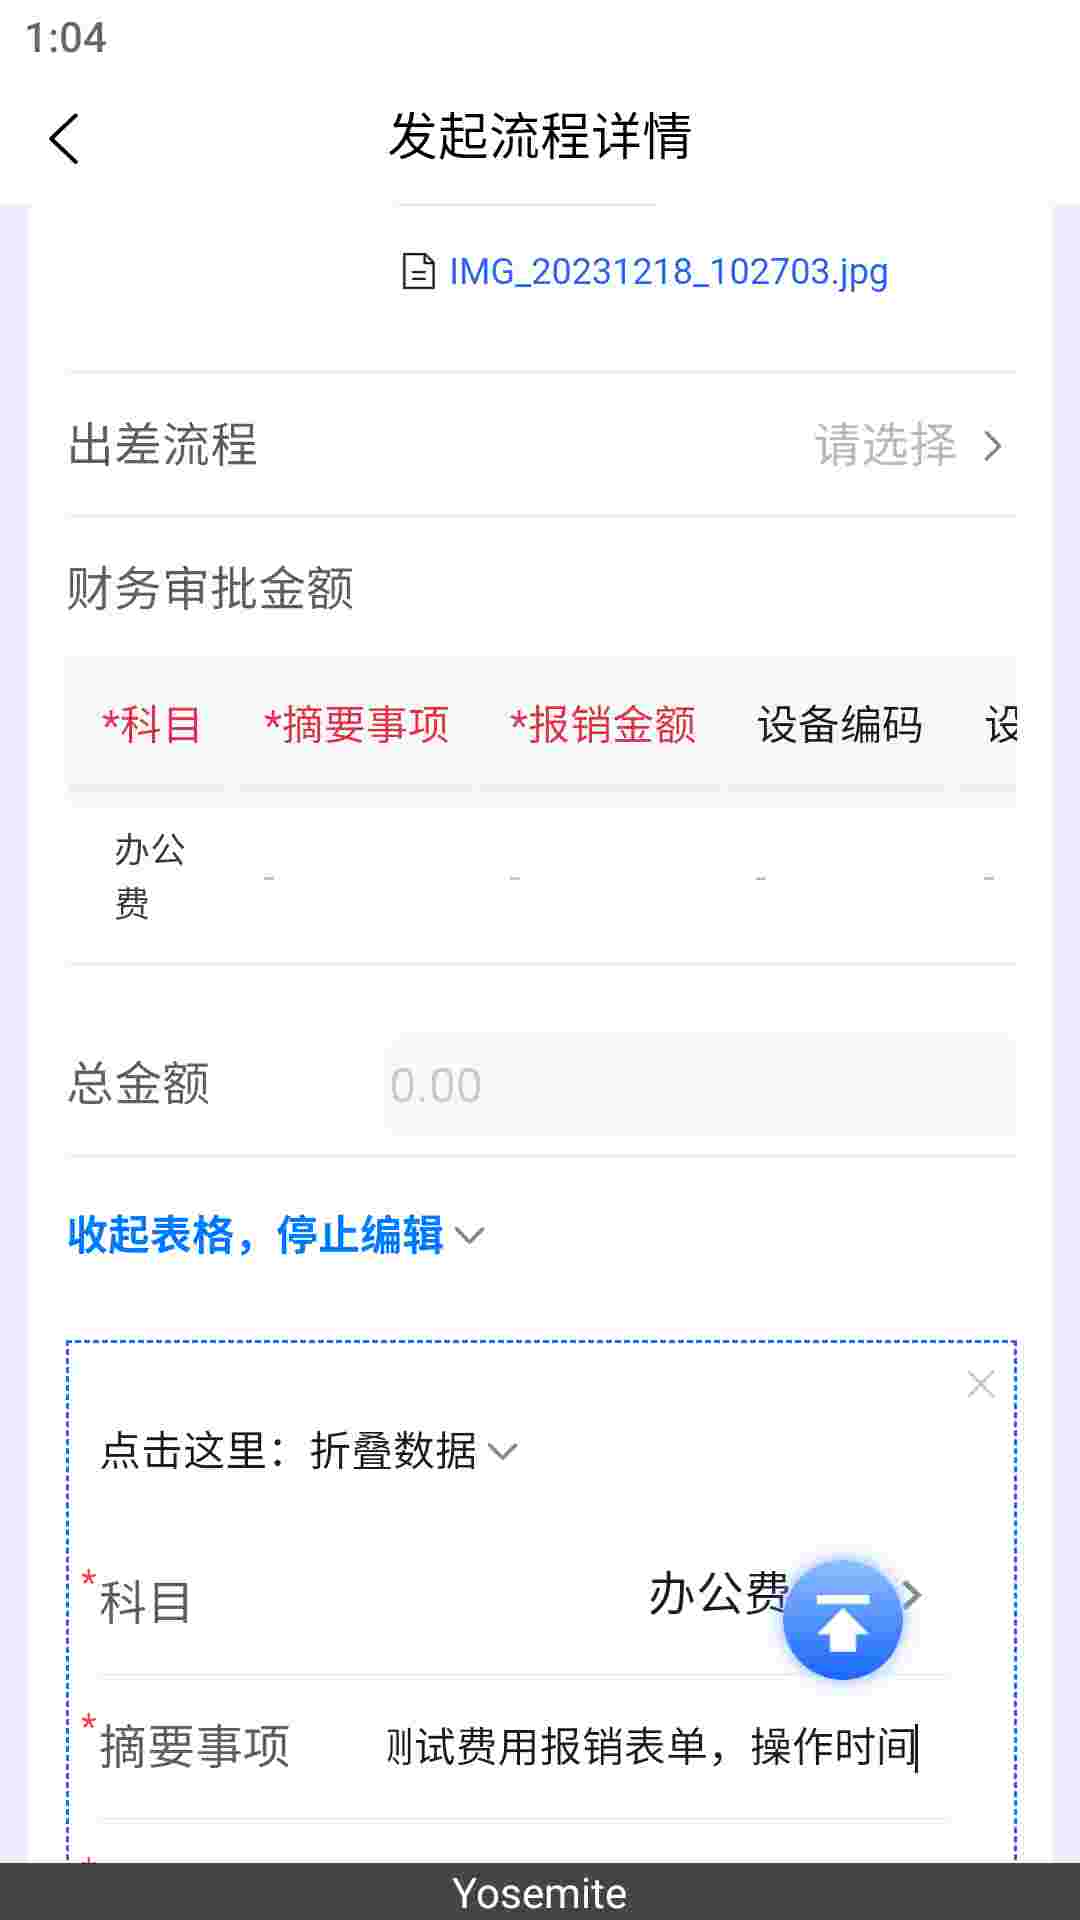 1:04
发起流程详情
IMG_20231218_102703.jpg
出差流程 请选择
财务审批金额
*科目 *摘要事项 *报销金额 设备编码 设
办公
费 - - - -
总金额 0.00
收起表格，停止编辑
点击这里：折叠数据
*科目 办公费
*摘要事项 测试费用报销表单，操作时间
Yosemite